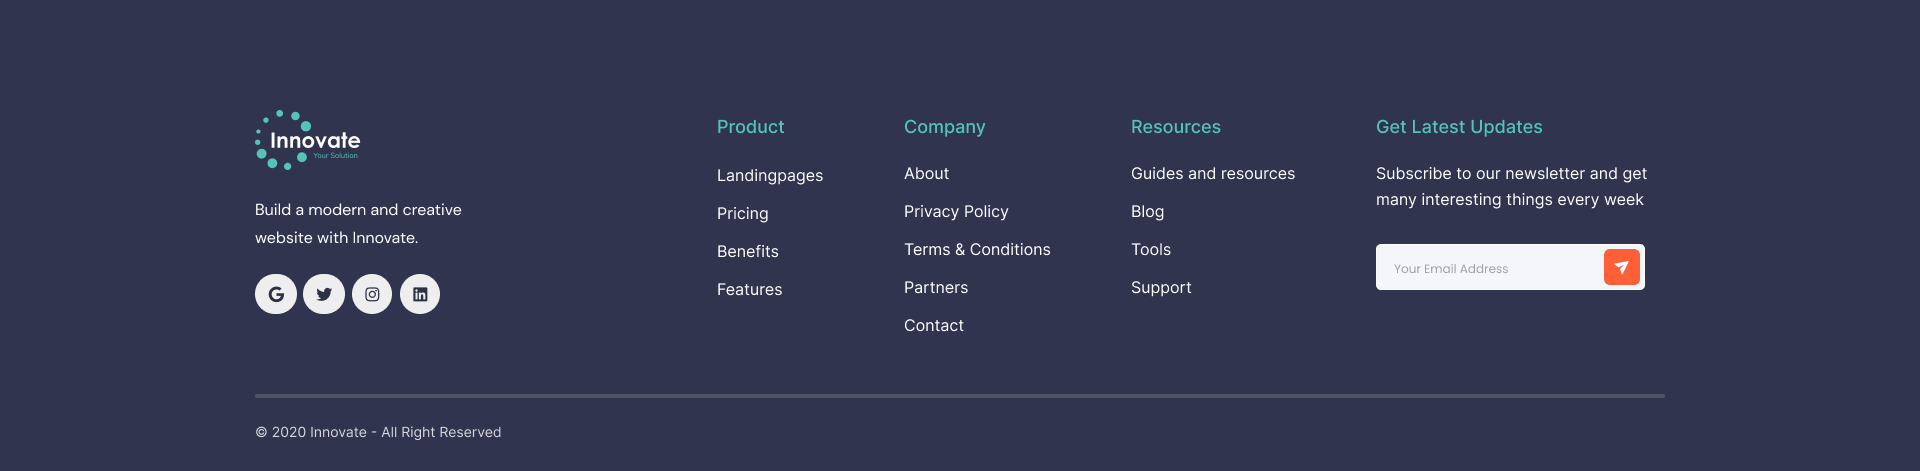 Innovate
Your Solution
Build a modern and creative
website with Innovate.
Product
Landingpages
Pricing
Benefits
Features
Company
About
Privacy Policy
Terms & Conditions
Partners
Contact
Resources
Guides and resources
Blog
Tools
Support
Get Latest Updates
Subscribe to our newsletter and get
many interesting things every week
Your Email Address
© 2020 Innovate - All Right Reserved